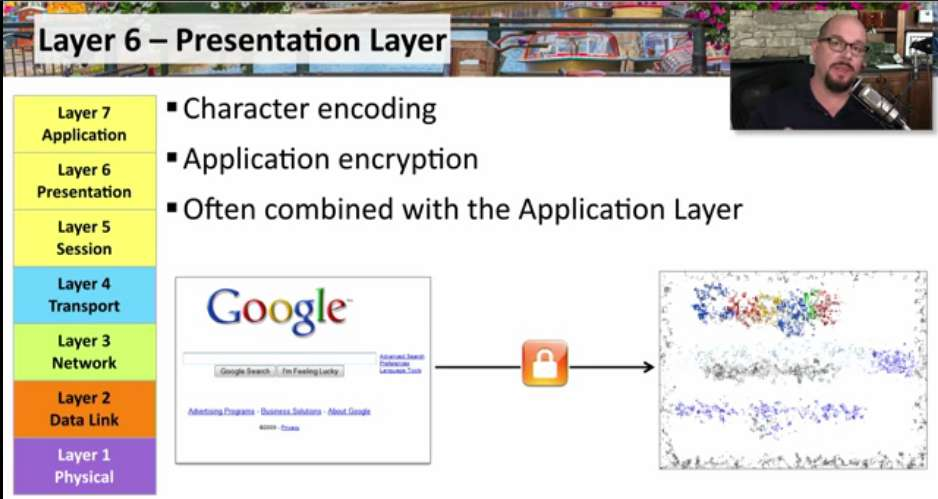 Layer 6 – Presentation Layer
Layer 7
Application
Layer 6
Presentation
Layer 5
Session
Layer 4
Transport
Layer 3
Network
Layer 2
Data Link
Layer 1
Physical
▪ Character encoding
▪ Application encryption
▪ Often combined with the Application Layer
Google™
Advanced Search
Preferences
Language Tools
Google Search
I'm Feeling Lucky
Advertising Programs - Business Solutions - About Google
©2009 - Privacy